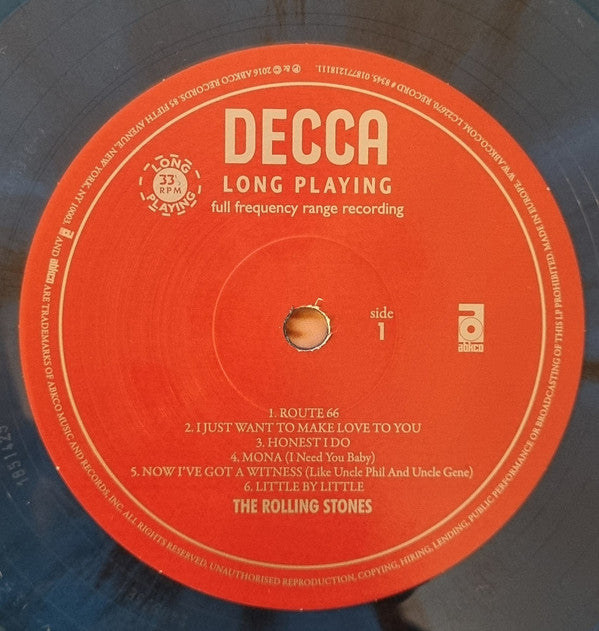 DECCA
LONG PLAYING
full frequency range recording
LONG
33⅓
RPM
PLAYING
side
1
abkco
1. ROUTE 66
2. I JUST WANT TO MAKE LOVE TO YOU
3. HONEST I DO
4. MONA (I Need You Baby)
5. NOW I'VE GOT A WITNESS (Like Uncle Phil And Uncle Gene)
6. LITTLE BY LITTLE
THE ROLLING STONES
℗ & © 2016 ABKCO RECORDS, 85 FIFTH AVENUE, NEW YORK, NY 10003. AND abkco ARE TRADEMARKS OF ABKCO MUSIC AND RECORDS, INC. ALL RIGHTS RESERVED. UNAUTHORISED REPRODUCTION, COPYING, HIRING, LENDING, PUBLIC PERFORMANCE OR BROADCASTING OF THIS LP PROHIBITED. MADE IN EUROPE. WWW.ABKCO.COM. LC22670 RECORD # 8345. 018771218111.
1051423